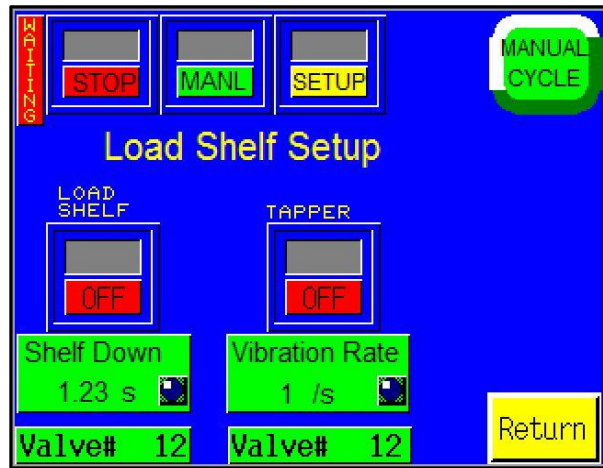 WAITING
STOP
MANL
SETUP
MANUAL
CYCLE
Load Shelf Setup
LOAD
SHELF
TAPPER
OFF
OFF
Shelf Down
1.23 s
Vibration Rate
1 /s
Valve# 12
Valve# 12
Return